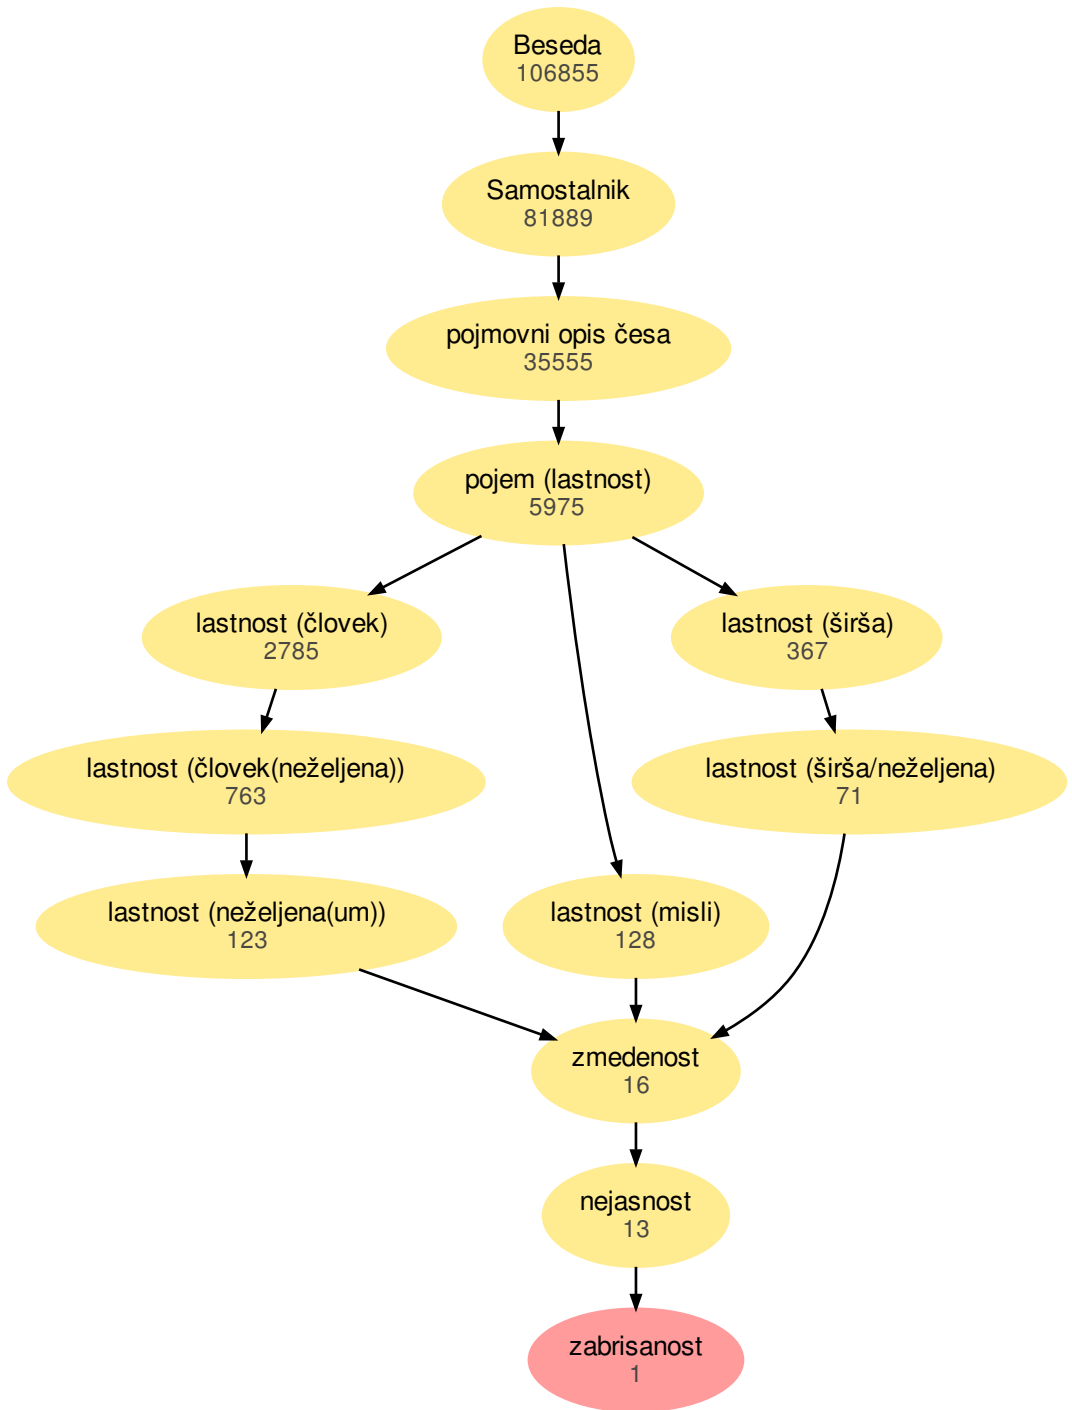 Beseda
106855
Samostalnik
81889
pojmovni opis česa
35555
pojem (lastnost)
5975
lastnost (človek)
2785
lastnost (širša)
367
lastnost (človek(neželjena))
763
lastnost (širša/neželjena)
71
lastnost (neželjena(um))
123
lastnost (misli)
128
zmedenost
16
nejasnost
13
zabrisanost
1